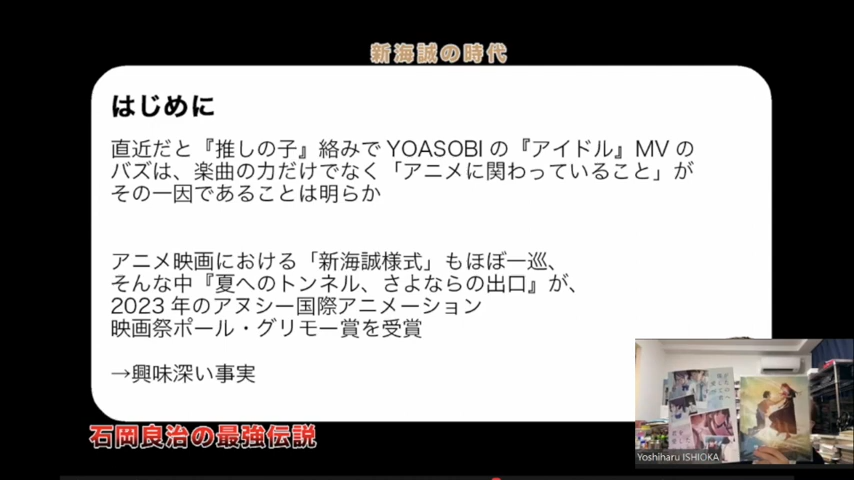 新海誠の時代
はじめに
直近だと『推しの子』絡みで YOASOBI の『アイドル』MV の
バズは、楽曲の力だけでなく「アニメに関わっていること」が
その一因であることは明らか
アニメ映画における「新海誠様式」もほぼ一巡、
そんな中『夏へのトンネル、さよならの出口』が、
2023 年のアヌシー国際アニメーション
映画祭ポール・グリモー賞を受賞
→興味深い事実
石岡良治の最強伝説
Yoshiharu ISHIOKA